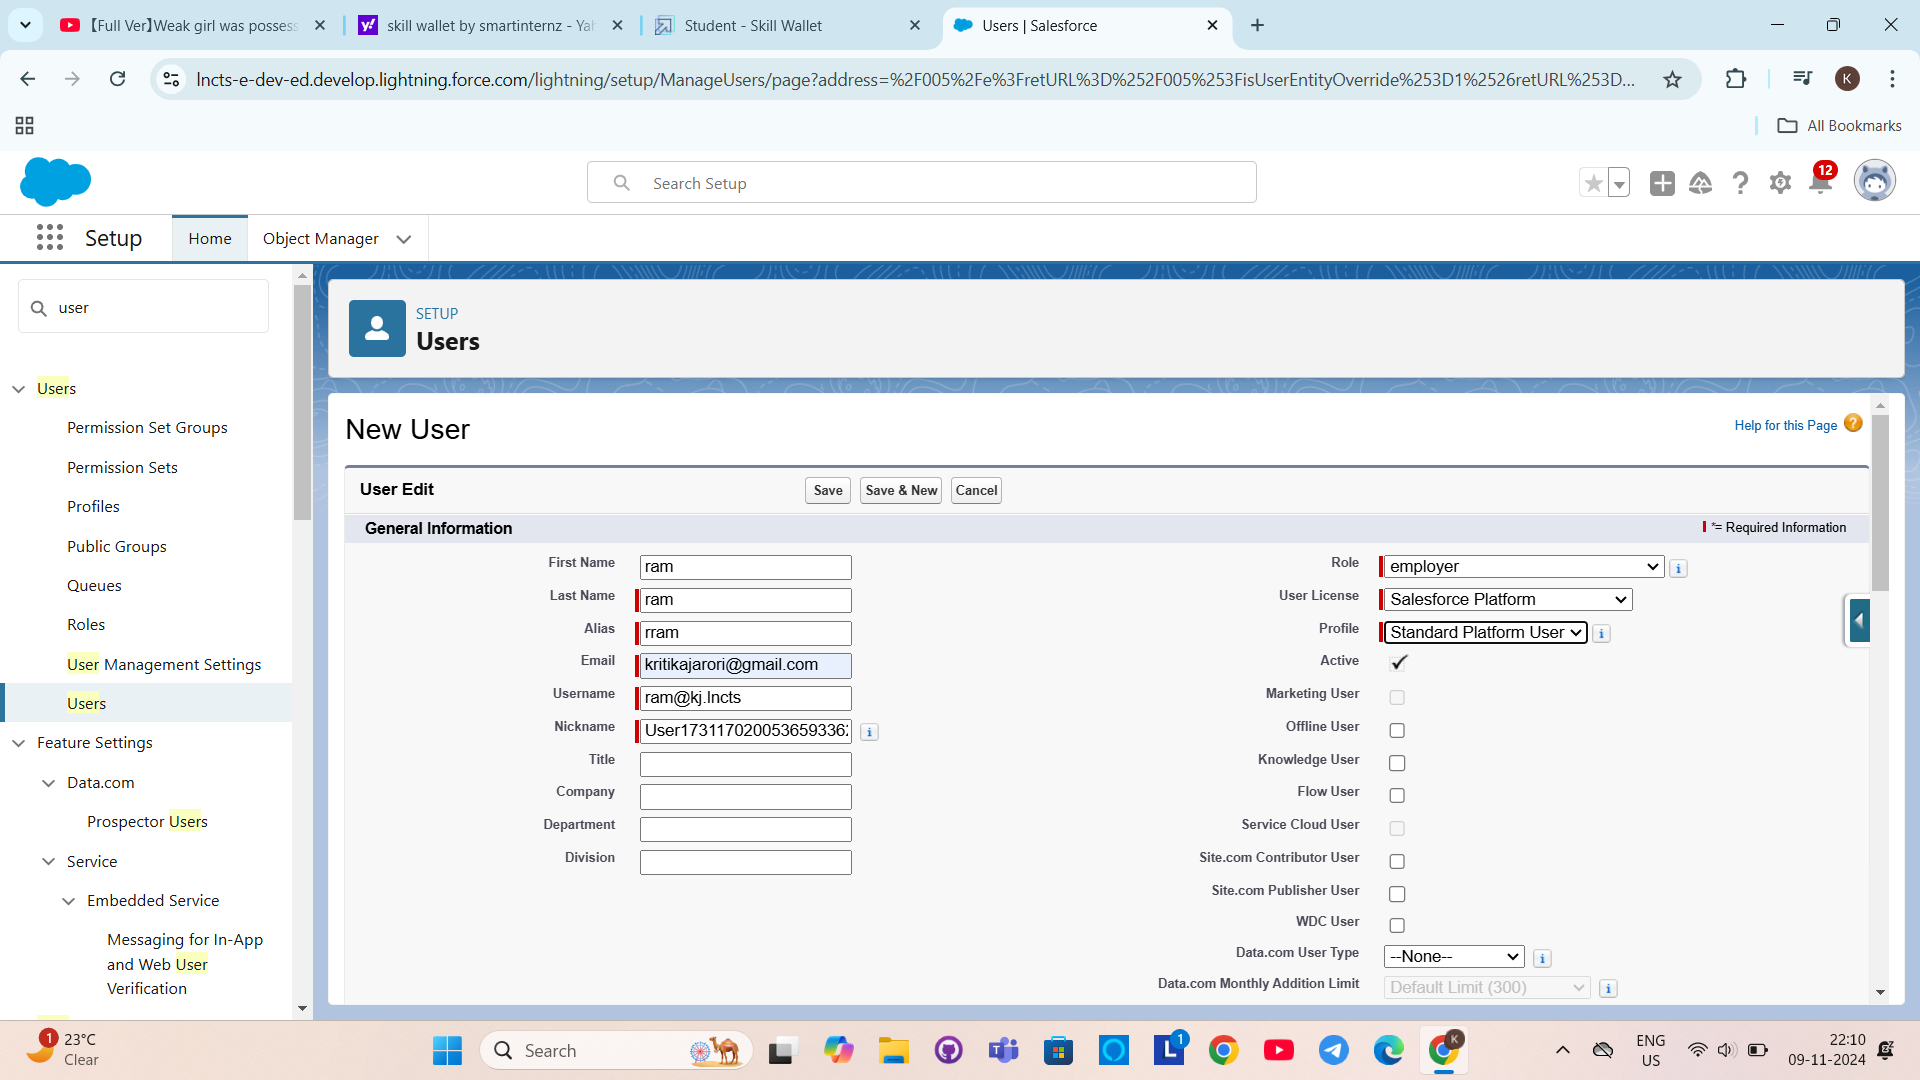 【Full Ver】Weak girl was possess
skill wallet by smartinternz - Yah
Student - Skill Wallet
Users | Salesforce
lncts-e-dev-ed.develop.lightning.force.com/lightning/setup/ManageUsers/page?address=%2F005%2Fe%3FretURL%3D%252F005%253FisUserEntityOverride%253D1%2526retURL%253D...
K
All Bookmarks
Search Setup
12
Setup
Home
Object Manager
user
SETUP
Users
Users
Permission Set Groups
Permission Sets
Profiles
Public Groups
Queues
Roles
User Management Settings
Users
Feature Settings
Data.com
Prospector Users
Service
Embedded Service
Messaging for In-App
and Web User
Verification
New User
Help for this Page
User Edit
Save
Save & New
Cancel
General Information
*= Required Information
First Name ram
Last Name ram
Alias rram
Email kritikajarori@gmail.com
Username ram@kj.lncts
Nickname User173117020053659336
Title
Company
Department
Division
Role employer
User License Salesforce Platform
Profile Standard Platform User
Active
Marketing User
Offline User
Knowledge User
Flow User
Service Cloud User
Site.com Contributor User
Site.com Publisher User
WDC User
Data.com User Type --None--
Data.com Monthly Addition Limit Default Limit (300)
1
23°C
Clear
Search
1
K
ENG
US
22:10
09-11-2024